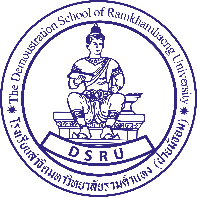 The Demonstration School of Ramkhamhaeng University
DSRU
โรงเรียนสาธิตมหาวิทยาลัยรามคำแหง (ฝ่ายมัธยม)